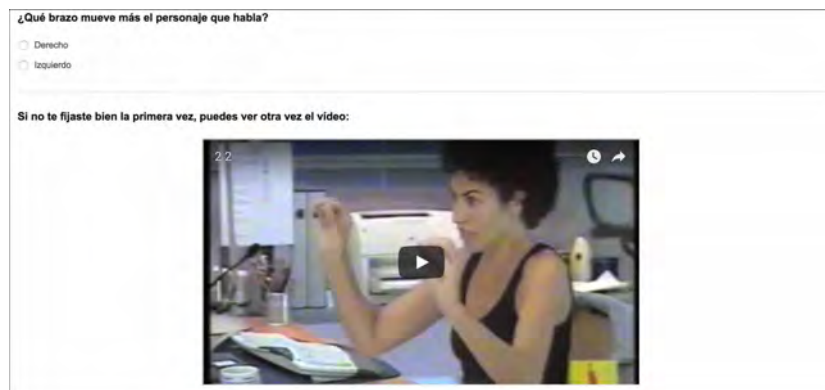 ¿Qué brazo mueve más el personaje que habla?
Derecho
Izquierdo
Si no te fijaste bien la primera vez, puedes ver otra vez el vídeo:
2.2